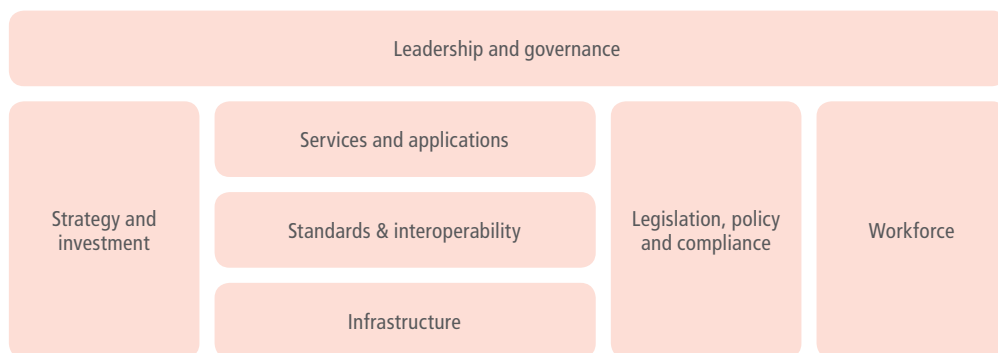 Leadership and governance
Strategy and
investment
Services and applications
Standards & interoperability
Infrastructure
Legislation, policy
and compliance
Workforce